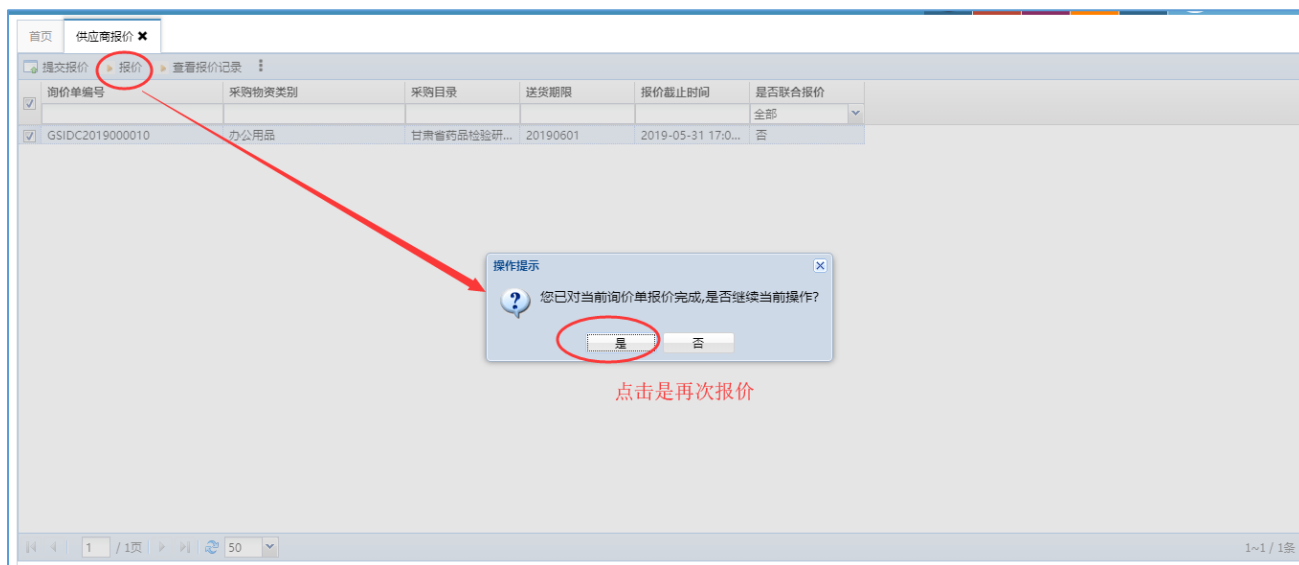 首页 供应商报价 ✖
提交报价 报价 查看报价记录
询价单编号 采购物资类别 采购目录 送货期限 报价截止时间 是否联合报价
全部
GSIDC2019000010 办公用品 甘肃省药品检验研... 20190601 2019-05-31 17:0... 否
操作提示
您已对当前询价单报价完成,是否继续当前操作?
是 否
点击是再次报价
1 / 1页 50 1~1 / 1条